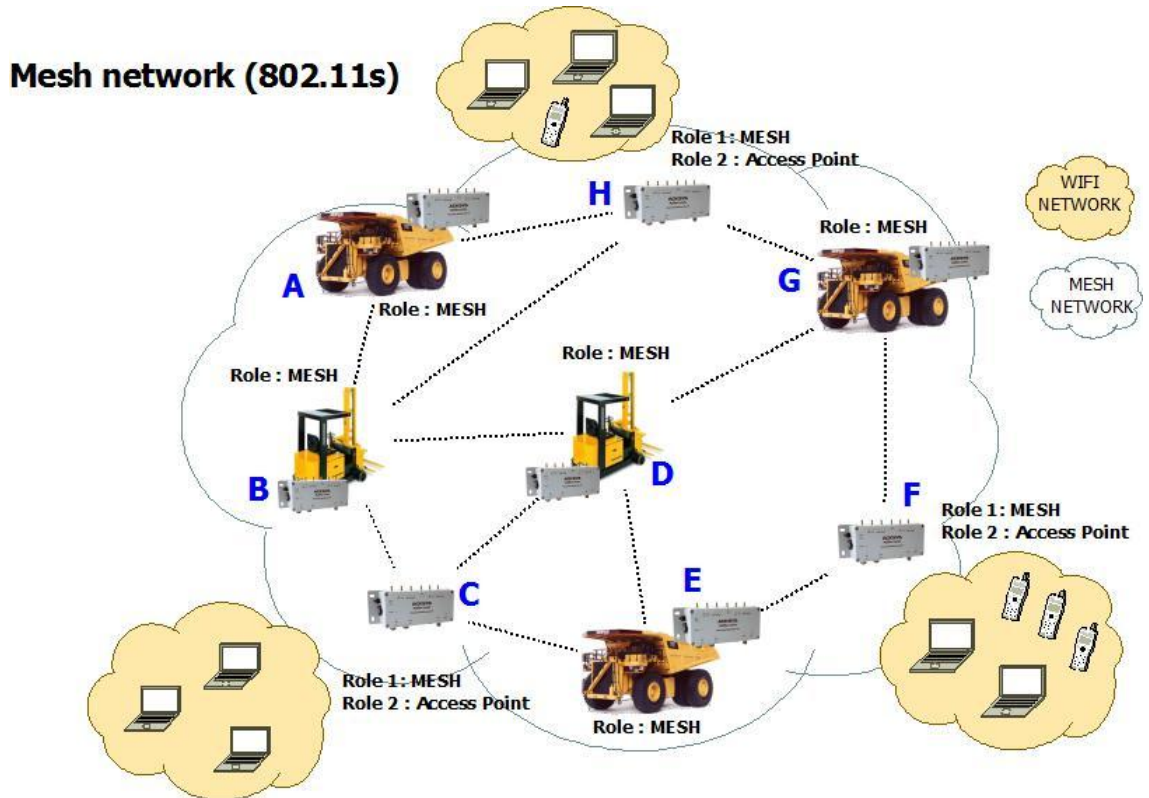 Mesh network (802.11s)
Role 1: MESH
Role 2 : Access Point
WIFI
NETWORK
H
Role : MESH
A
G
MESH
NETWORK
Role : MESH
Role : MESH
Role : MESH
B
D
F
Role 1: MESH
Role 2 : Access Point
C
E
Role 1: MESH
Role 2 : Access Point
Role : MESH